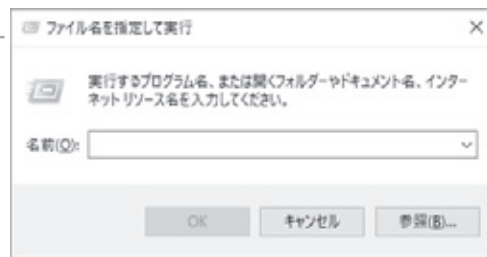 ファイル名を指定して実行
実行するプログラム名、または開くフォルダーやドキュメント名、インター
ネット リソース名を入力してください。
名前(O):
OK
キャンセル
参照(B)...